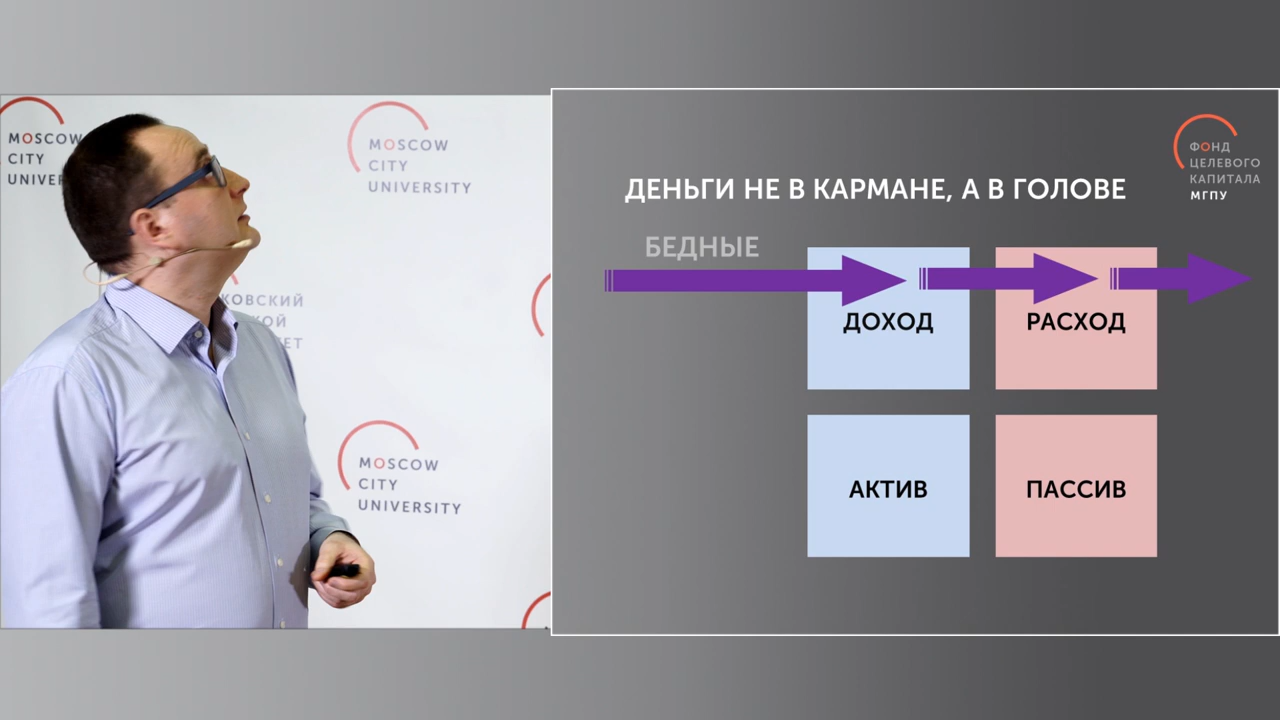 MOSCOW
CITY
MOSCOW
CITY
UNIVERSITY
КОВСКИЙ
MOSCOW
CITY
UNIVERSITY
ФОНД
ЦЕЛЕВОГО
КАПИТАЛА
МГПУ
ДЕНЬГИ НЕ В КАРМАНЕ, А В ГОЛОВЕ
БЕДНЫЕ
ДОХОД
РАСХОД
АКТИВ
ПАССИВ